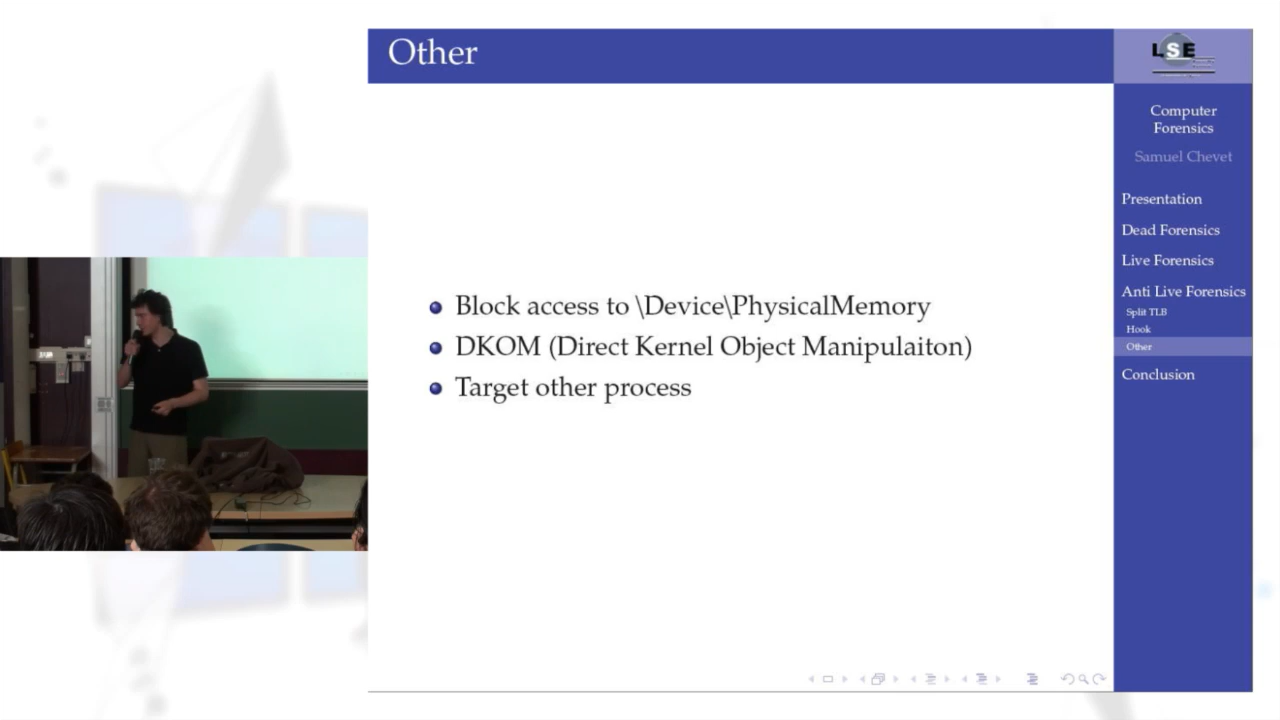 Other
Block access to \Device\PhysicalMemory
DKOM (Direct Kernel Object Manipulaiton)
Target other process
LSE
Computer
Forensics
Samuel Chevet
Presentation
Dead Forensics
Live Forensics
Anti Live Forensics
Split TLB
Hook
Other
Conclusion